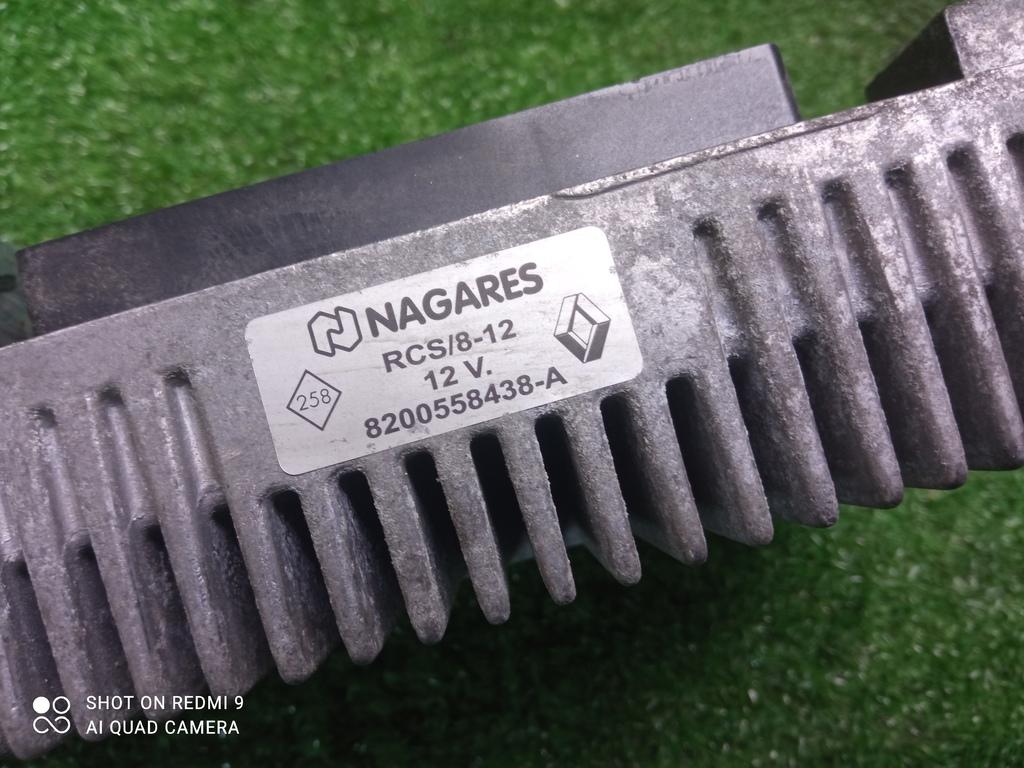 NAGARES
RCS/8-12
12 V.
258
8200558438-A
SHOT ON REDMI 9
AI QUAD CAMERA